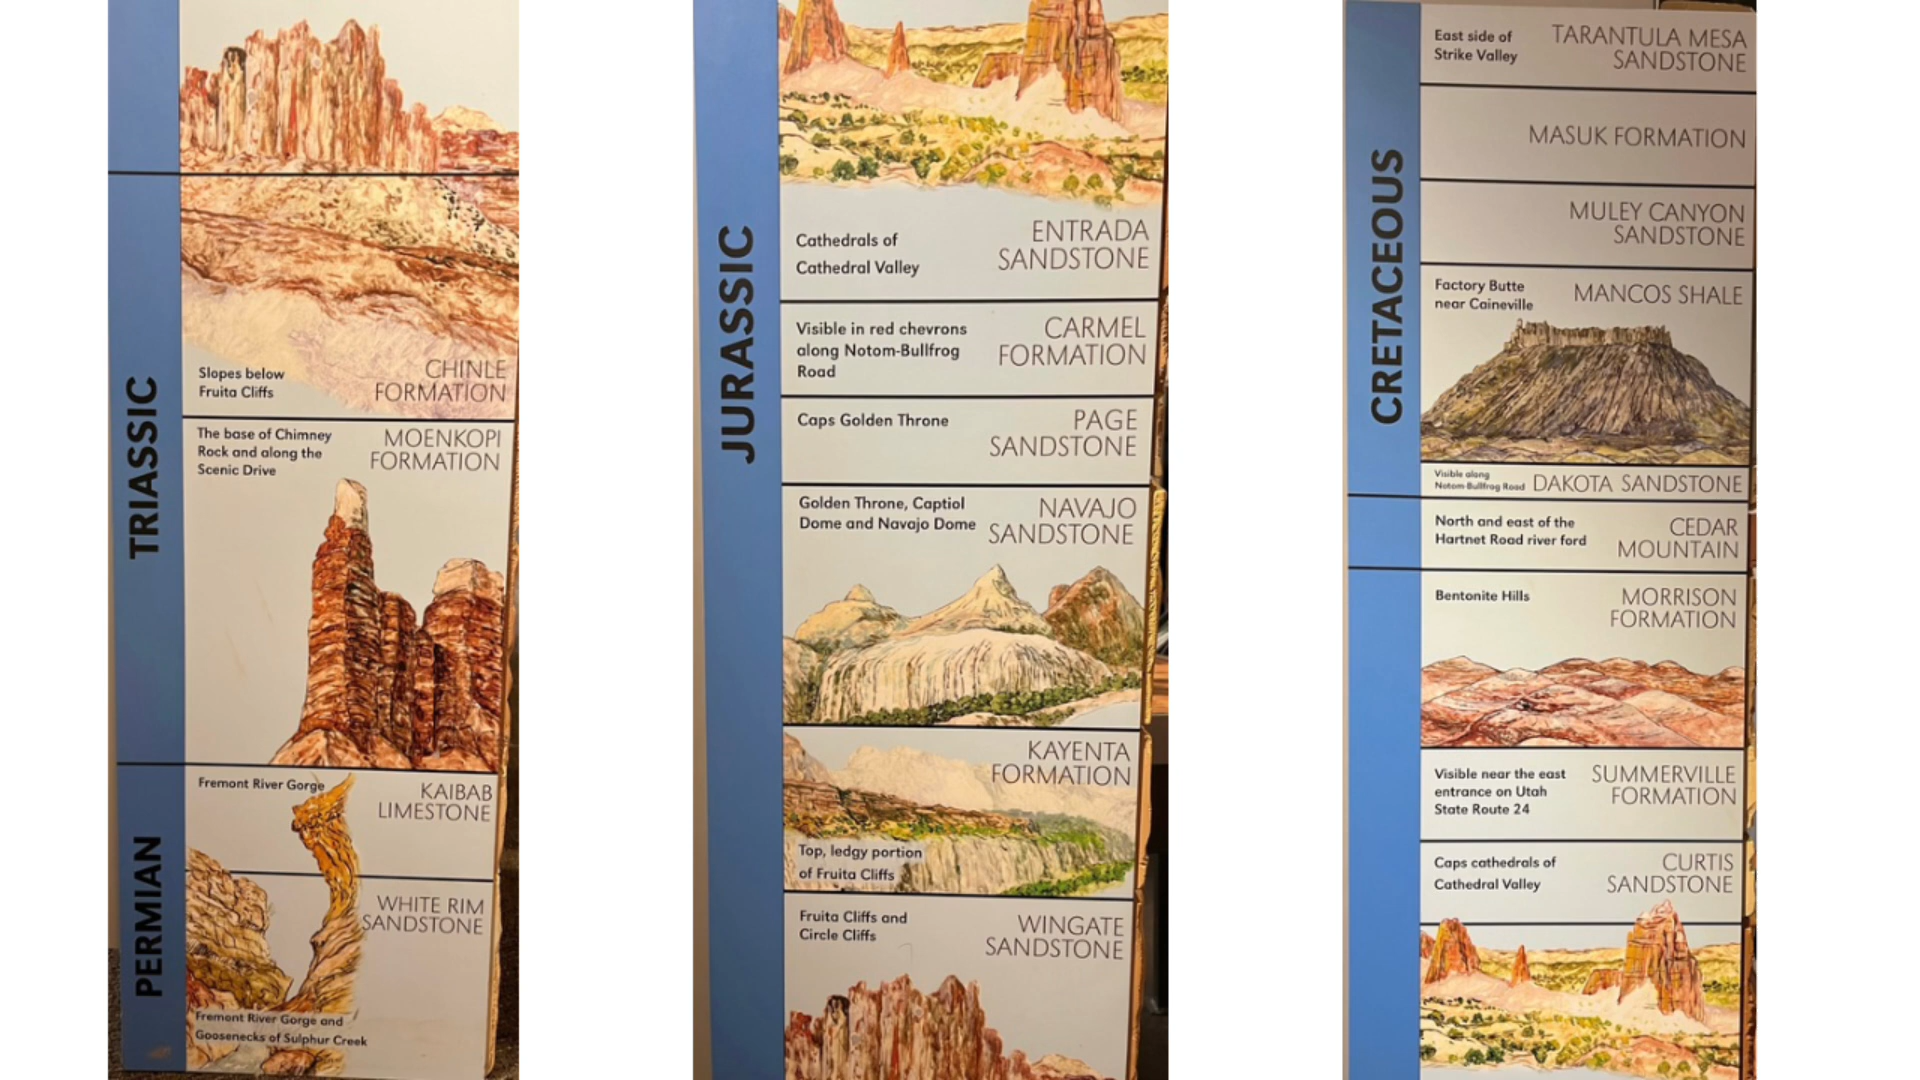 TRIASSIC
Slopes below
Fruita Cliffs
CHINLE
FORMATION
The base of Chimney
Rock and along the
Scenic Drive
MOENKOPI
FORMATION
PERMIAN
Fremont River Gorge
KAIBAB
LIMESTONE
WHITE RIM
SANDSTONE
Fremont River Gorge and
Goosenecks of Sulphur Creek
JURASSIC
Cathedrals of
Cathedral Valley
ENTRADA
SANDSTONE
Visible in red chevrons
along Notom-Bullfrog
Road
CARMEL
FORMATION
Caps Golden Throne
PAGE
SANDSTONE
Golden Throne, Captiol
Dome and Navajo Dome
NAVAJO
SANDSTONE
KAYENTA
FORMATION
Top, ledgy portion
of Fruita Cliffs
Fruita Cliffs and
Circle Cliffs
WINGATE
SANDSTONE
CRETACEOUS
East side of
Strike Valley
TARANTULA MESA
SANDSTONE
MASUK FORMATION
MULEY CANYON
SANDSTONE
Factory Butte
near Caineville
MANCOS SHALE
Visible along
Notom-Bullfrog Road
DAKOTA SANDSTONE
North and east of the
Hartnet Road river ford
CEDAR
MOUNTAIN
Bentonite Hills
MORRISON
FORMATION
Visible near the east
entrance on Utah
State Route 24
SUMMERVILLE
FORMATION
Caps cathedrals of
Cathedral Valley
CURTIS
SANDSTONE